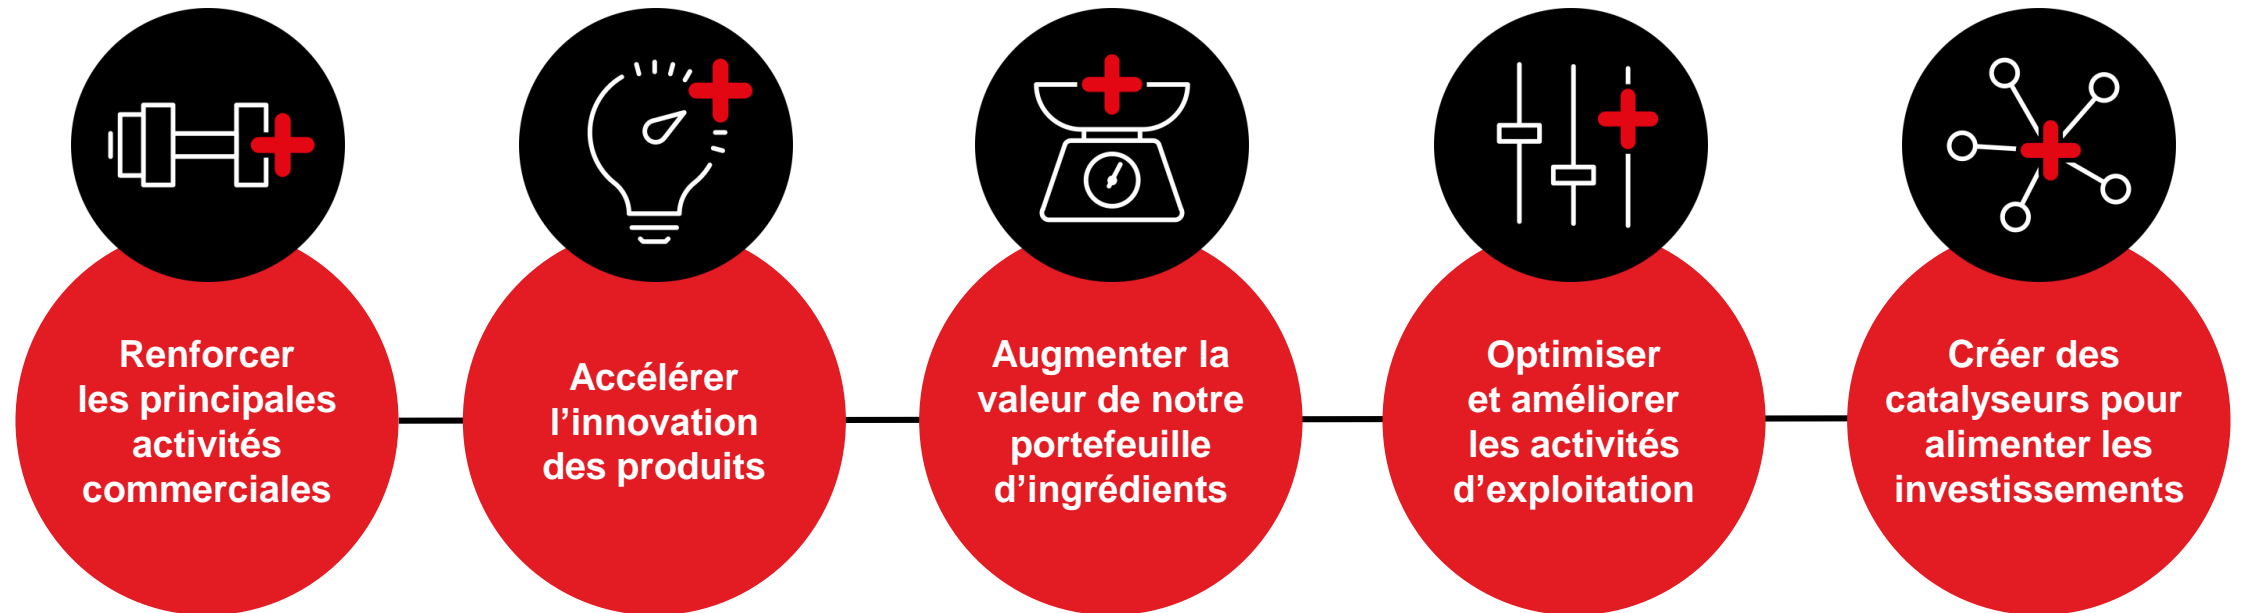 Renforcer
les principales
activités
commerciales
Accélérer
l’innovation
des produits
Augmenter la
valeur de notre
portefeuille
d’ingrédients
Optimiser
et améliorer
les activités
d’exploitation
Créer des
catalyseurs pour
alimenter les
investissements